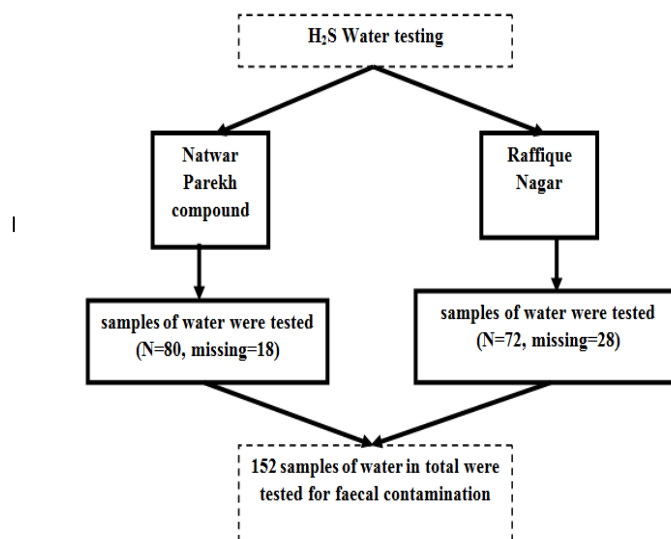 H₂S Water testing
Natwar
Parekh
compound
Raffique
Nagar
samples of water were tested
(N=80, missing=18)
samples of water were tested
(N=72, missing=28)
152 samples of water in total were
tested for faecal contamination